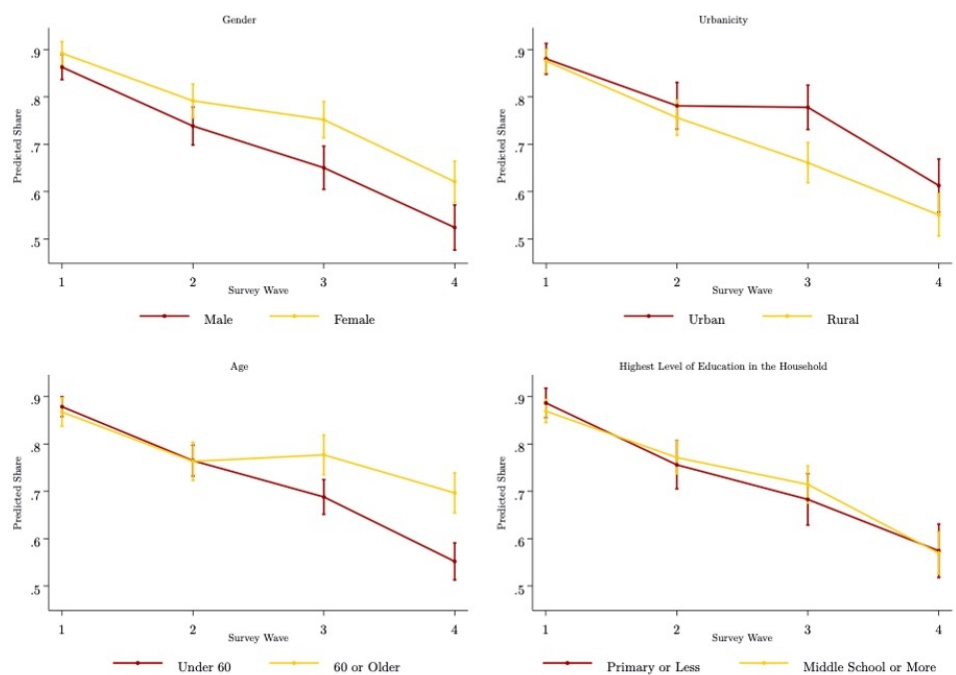 Gender
Predicted Share
.9
.8
.7
.6
.5
1 2 3 4
Survey Wave
Male Female
Urbanicity
Predicted Share
.9
.8
.7
.6
.5
1 2 3 4
Survey Wave
Urban Rural
Age
Predicted Share
.9
.8
.7
.6
.5
1 2 3 4
Survey Wave
Under 60 60 or Older
Highest Level of Education in the Household
Predicted Share
.9
.8
.7
.6
.5
1 2 3 4
Survey Wave
Primary or Less Middle School or More